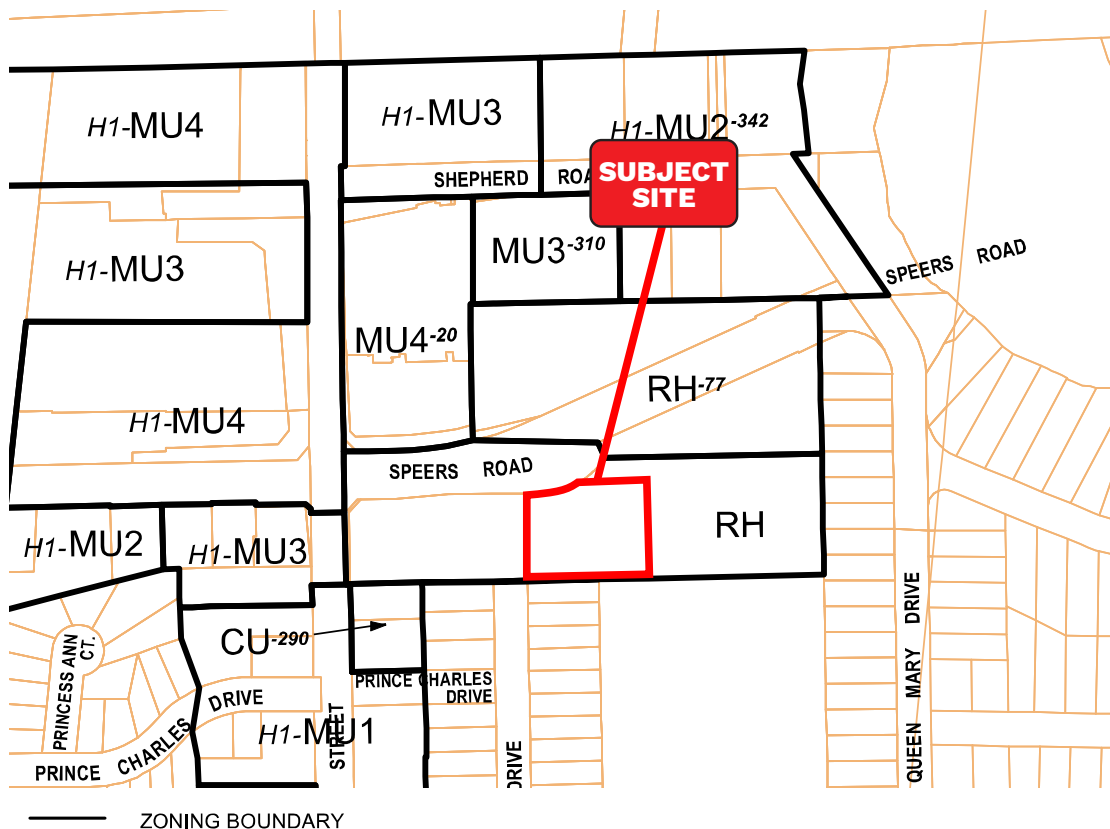 H1-MU4
H1-MU3
H1-MU2-342
SHEPHERD ROA
SUBJECT
SITE
H1-MU3
MU3-310
SPEERS ROAD
MU4-20
RH-77
H1-MU4
SPEERS ROAD
H1-MU2
H1-MU3
RH
CU-290
PRINCESS ANN
CT.
PRINCE CHARLES
DRIVE
PRINCE CHARLES DRIVE
H1-MU1
STREET
DRIVE
QUEEN MARY DRIVE
ZONING BOUNDARY